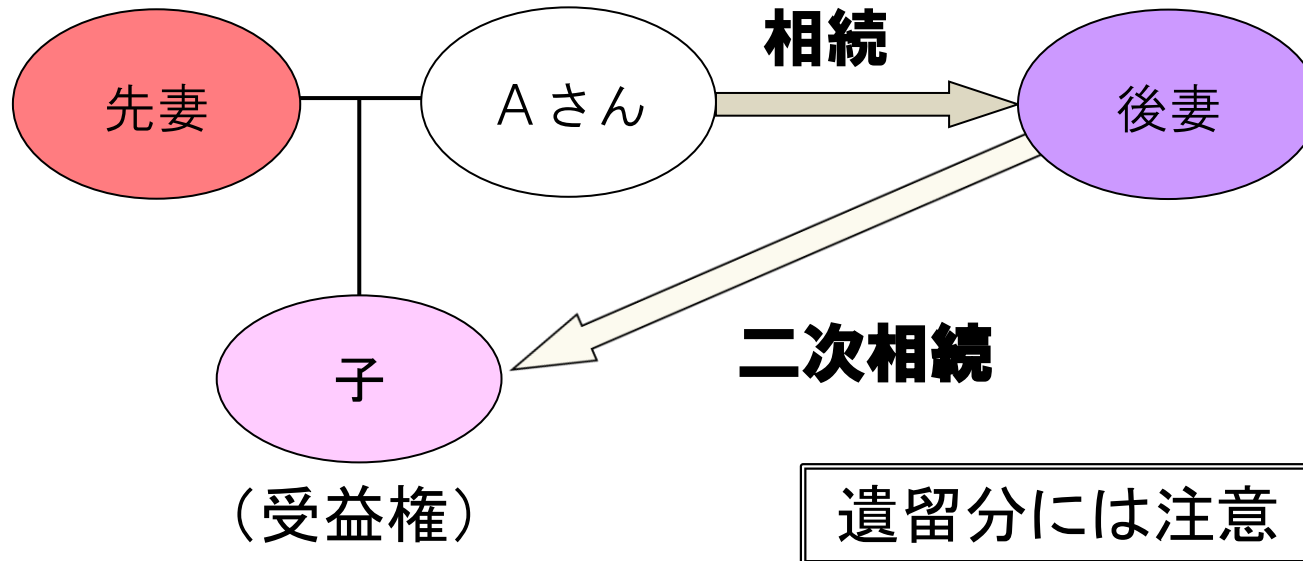 相続
先妻
Aさん
後妻
二次相続
子
（受益権）
遺留分には注意